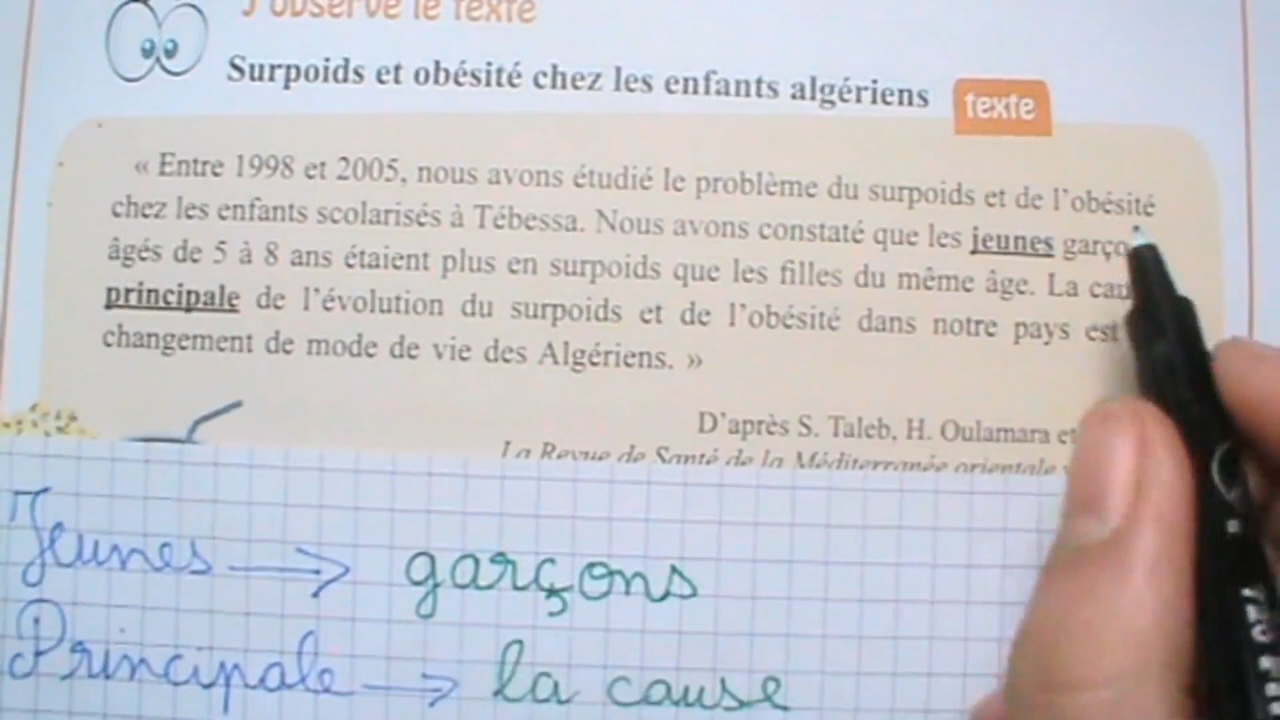 J'observe le texte
Surpoids et obésité chez les enfants algériens
texte
« Entre 1998 et 2005, nous avons étudié le problème du surpoids et de l'obésité
chez les enfants scolarisés à Tébessa. Nous avons constaté que les jeunes garço
âgés de 5 à 8 ans étaient plus en surpoids que les filles du même âge. La cau
principale de l'évolution du surpoids et de l'obésité dans notre pays est
changement de mode de vie des Algériens. »
D'après S. Taleb, H. Oulamara et
La Revue de Santé de la Méditerranée orientale
Jeunes → garçons
Principale → la cause